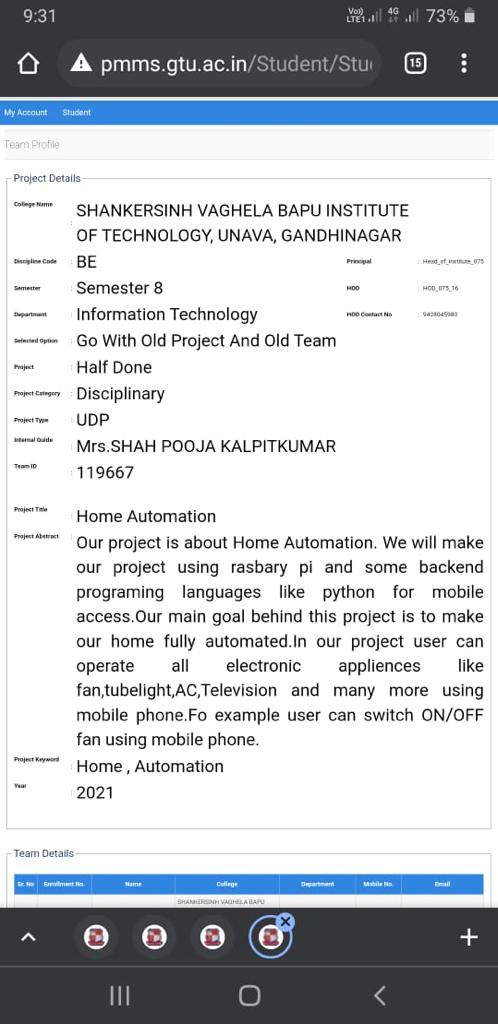 9:31
Vo) 4G 73%
LTE1
pmms.gtu.ac.in/Student/Stu
15
My Account Student
Team Profile
Project Details
College Name : SHANKERSINH VAGHELA BAPU INSTITUTE
OF TECHNOLOGY, UNAVA, GANDHINAGAR
Discipline Code : BE Principal : Head_of_institute_075
Semester : Semester 8 HOD : HOD_075_16
Department : Information Technology HOD Contact No : 9428045980
Selected Option : Go With Old Project And Old Team
Project : Half Done
Project Category : Disciplinary
Project Type : UDP
Internal Guide : Mrs.SHAH POOJA KALPITKUMAR
Team ID : 119667
Project Title : Home Automation
Project Abstract : Our project is about Home Automation. We will make
our project using rasbary pi and some backend
programing languages like python for mobile
access.Our main goal behind this project is to make
our home fully automated.In our project user can
operate all electronic appliences like
fan,tubelight,AC,Television and many more using
mobile phone.Fo example user can switch ON/OFF
fan using mobile phone.
Project Keyword : Home , Automation
Year : 2021
Team Details
Sr. No Enrollment No. Name College Department Mobile No. Email
SHANKERSINH VAGHELA BAPU